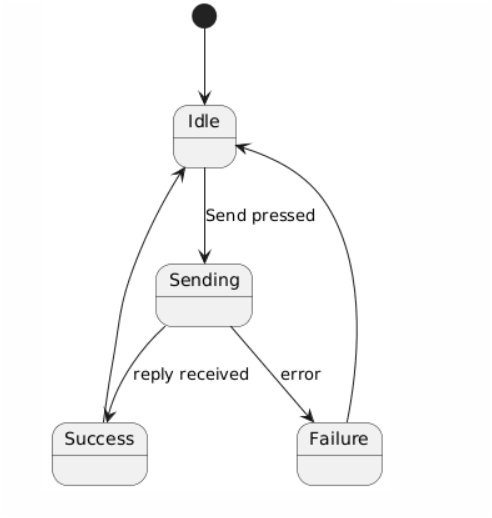 Idle
Send pressed
Sending
reply received
error
Success
Failure